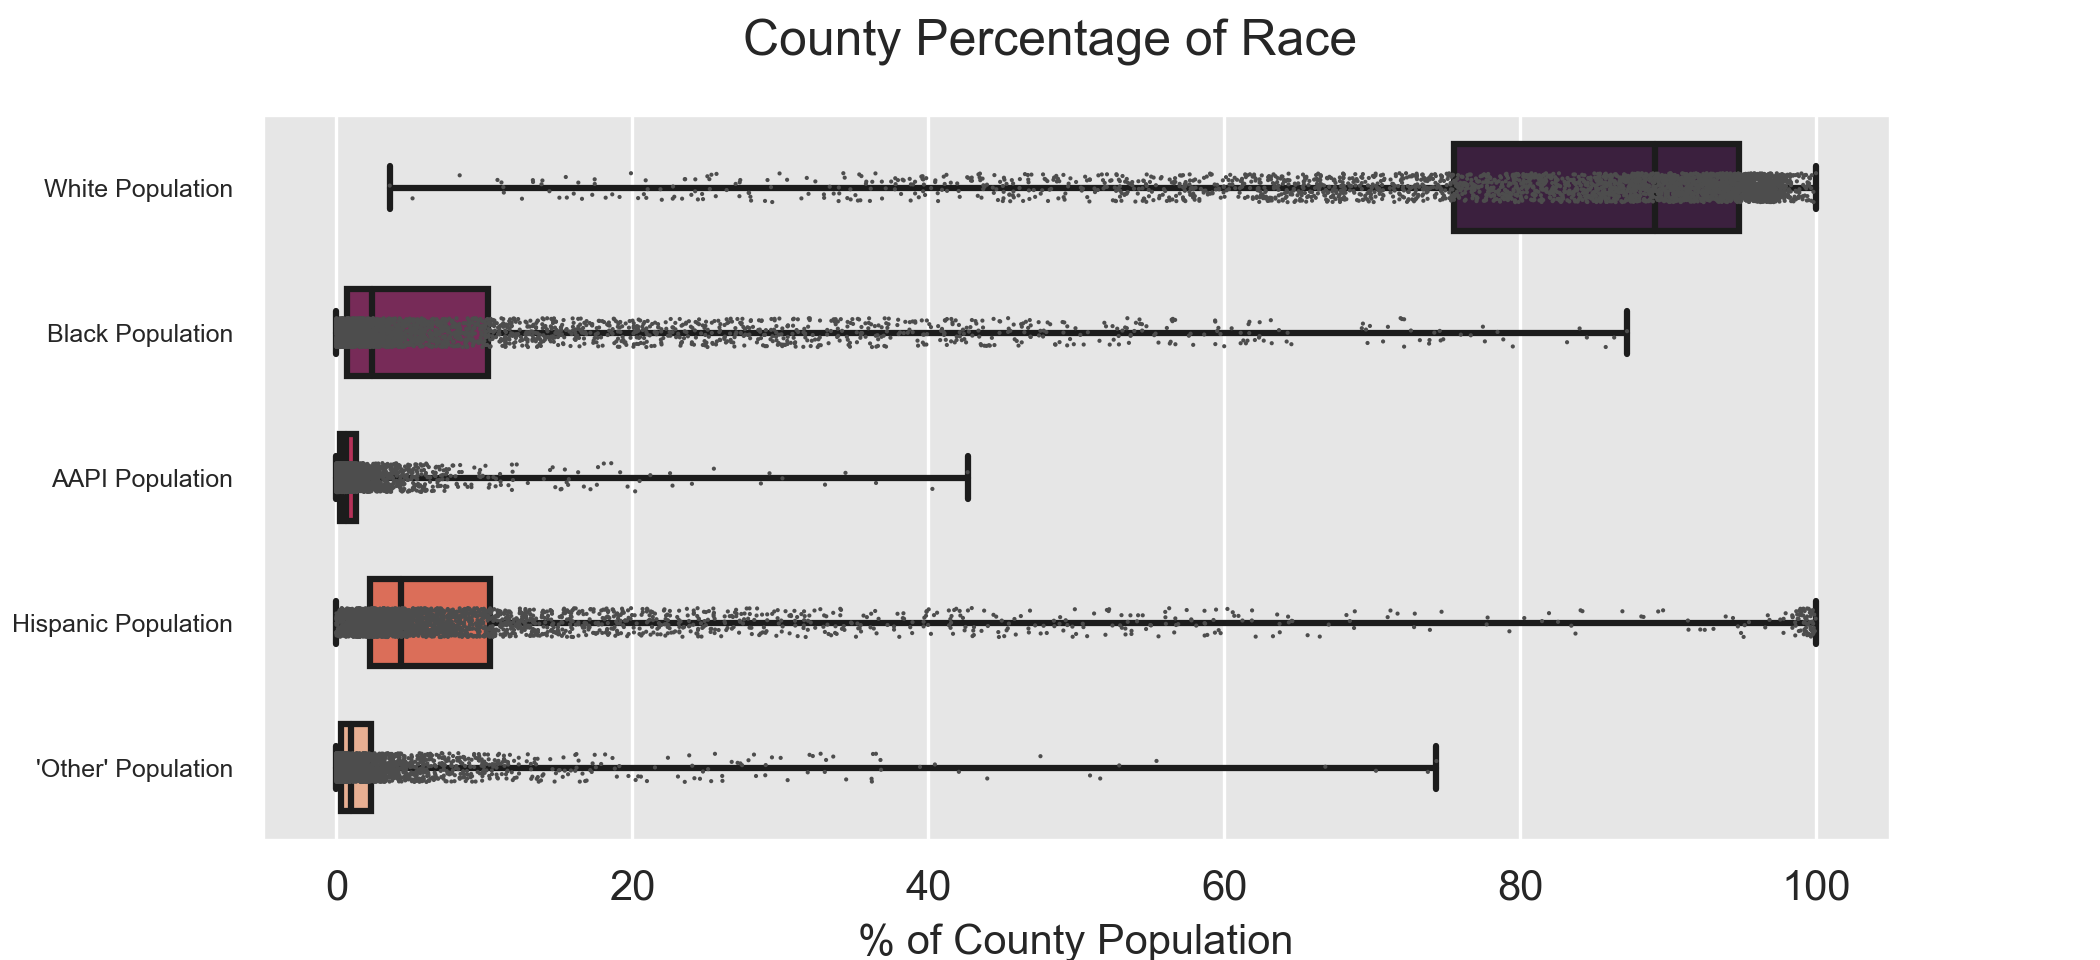 County Percentage of Race
White Population
Black Population
AAPI Population
Hispanic Population
'Other' Population
0 20 40 60 80 100
% of County Population